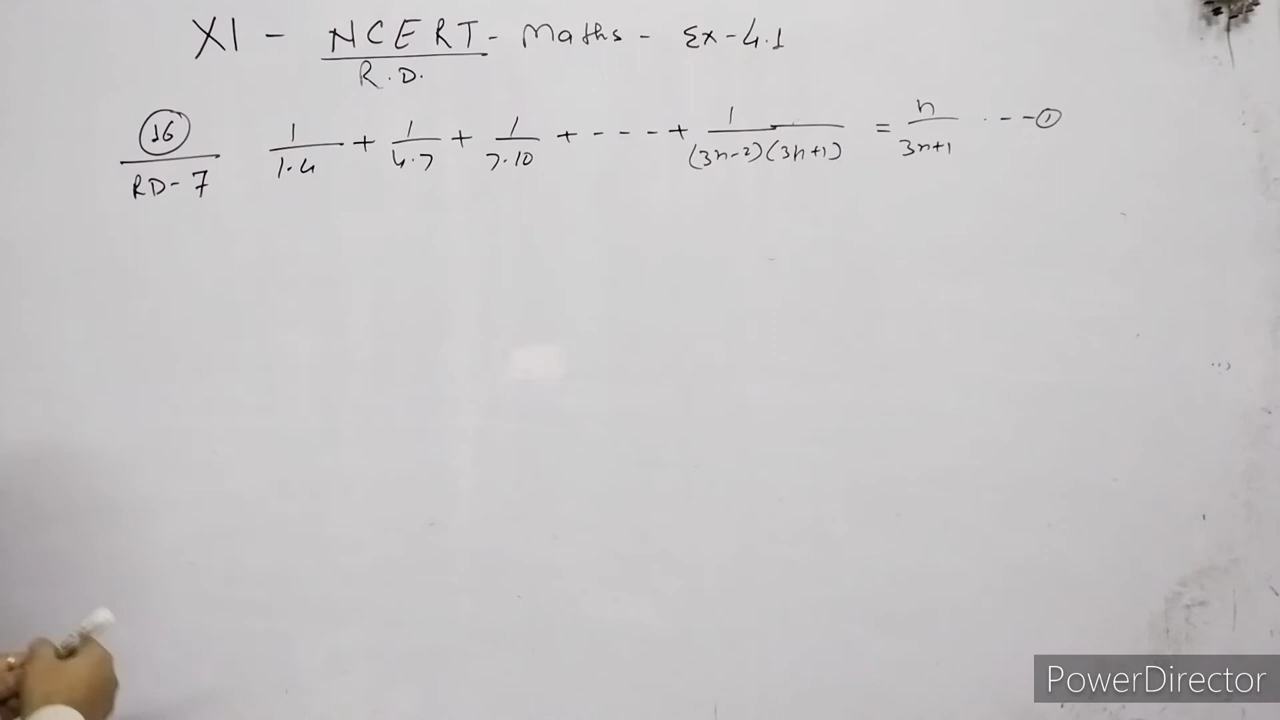 XI - NCERT - Maths - Ex-4.1
R.D.
16 1/1.4 + 1/4.7 + 1/7.10 + ---- + 1/(3n-2)(3n+1) = n/3n+1 ---①
RD-7
PowerDirector